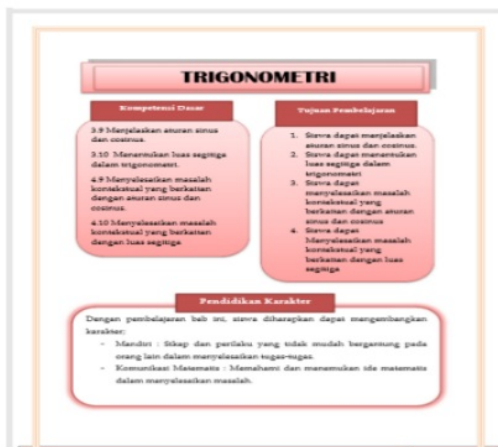 TRIGONOMETRI
Kompetensi Dasar
3.9 Menjelaskan aturan sinus
dan cosinus.
3.10 Menentukan luas segitiga
dalam trigonometri.
4.9 Menyelesaikan masalah
kontekstual yang berkaitan
dengan aturan sinus dan
cosinus.
4.10 Menyelesaikan masalah
kontekstual yang berkaitan
dengan luas segitiga
Tujuan Pembelajaran
1. Siswa dapat menjelaskan
aturan sinus dan cosinus.
2. Siswa dapat menentukan
luas segitiga dalam
trigonometri
3. Siswa dapat
menyelesaikan masalah
kontekstual yang
berkaitan dengan aturan
sinus dan cosinus
4. Siswa dapat
Menyelesaikan masalah
kontekstual yang
berkaitan dengan luas
segitiga
Pendidikan Karakter
Dengan pembelajaran bab ini, siswa diharapkan dapat mengembangkan
karakter:
- Mandiri : Sikap dan perilaku yang tidak mudah bergantung pada
orang lain dalam menyelesaikan tugas-tugas.
- Komunikasi Matematis : Memahami dan menemukan ide matematis
dalam menyelesaikan masalah.